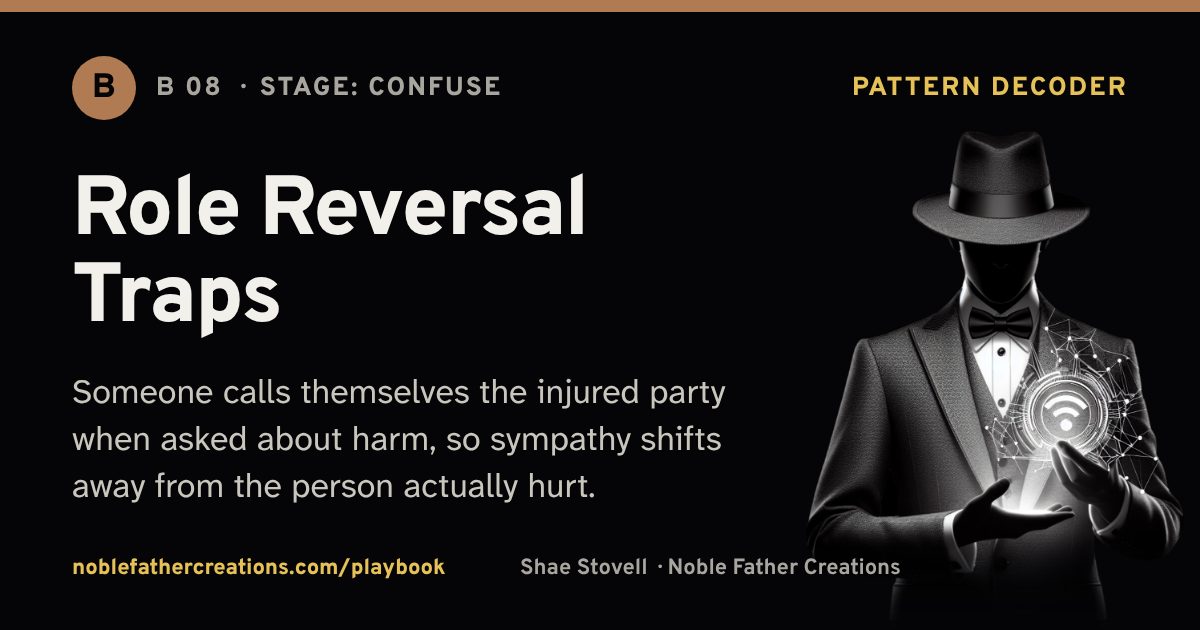 B
B 08 · STAGE: CONFUSE
PATTERN DECODER
Role Reversal
Traps
Someone calls themselves the injured party
when asked about harm, so sympathy shifts
away from the person actually hurt.
noblefathercreations.com/playbook
Shae Stovell · Noble Father Creations